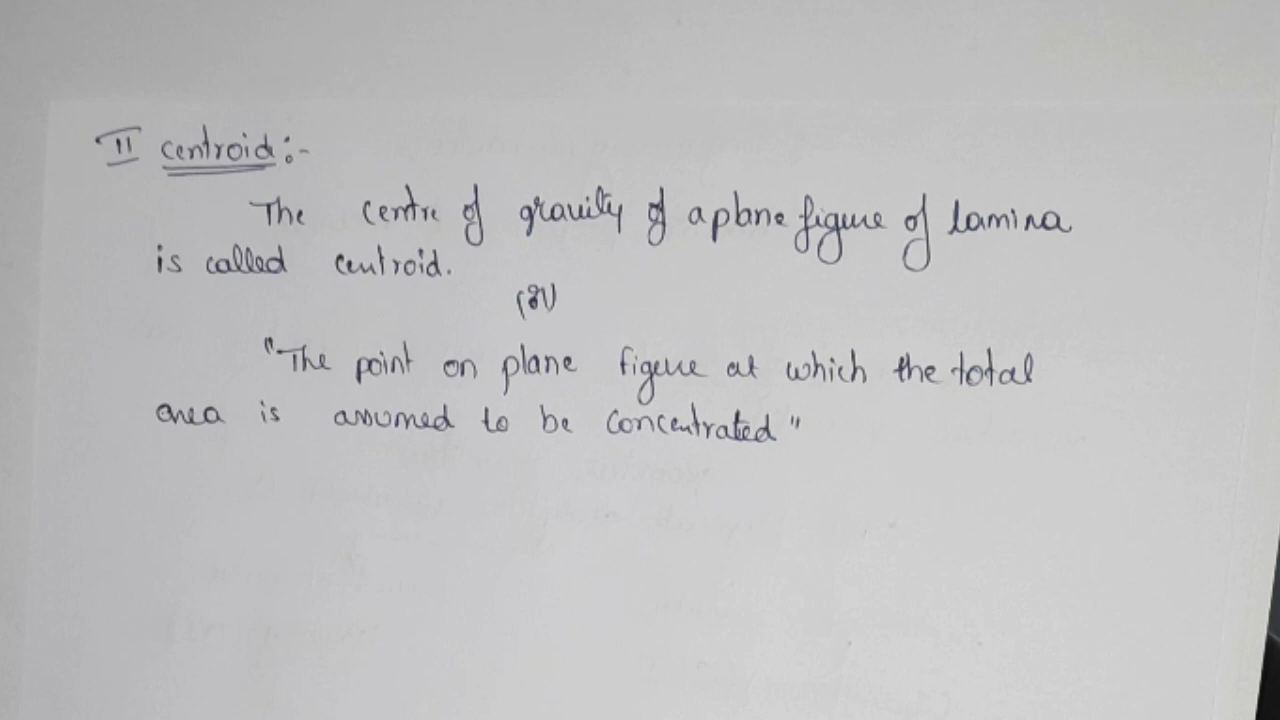 II centroid:-
The centre of gravity of a plane figure of lamina
is called centroid.
(or)
"The point on plane figure at which the total
area is assumed to be concentrated"